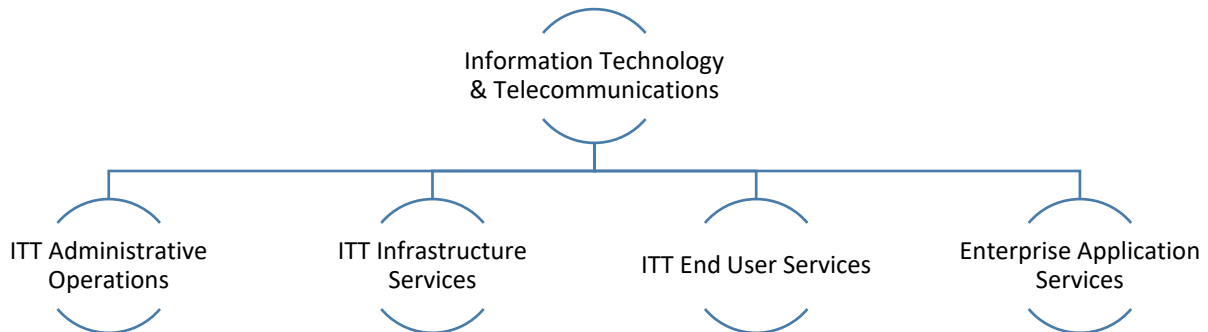 Information Technology
& Telecommunications
ITT Administrative
Operations
ITT Infrastructure
Services
ITT End User Services
Enterprise Application
Services